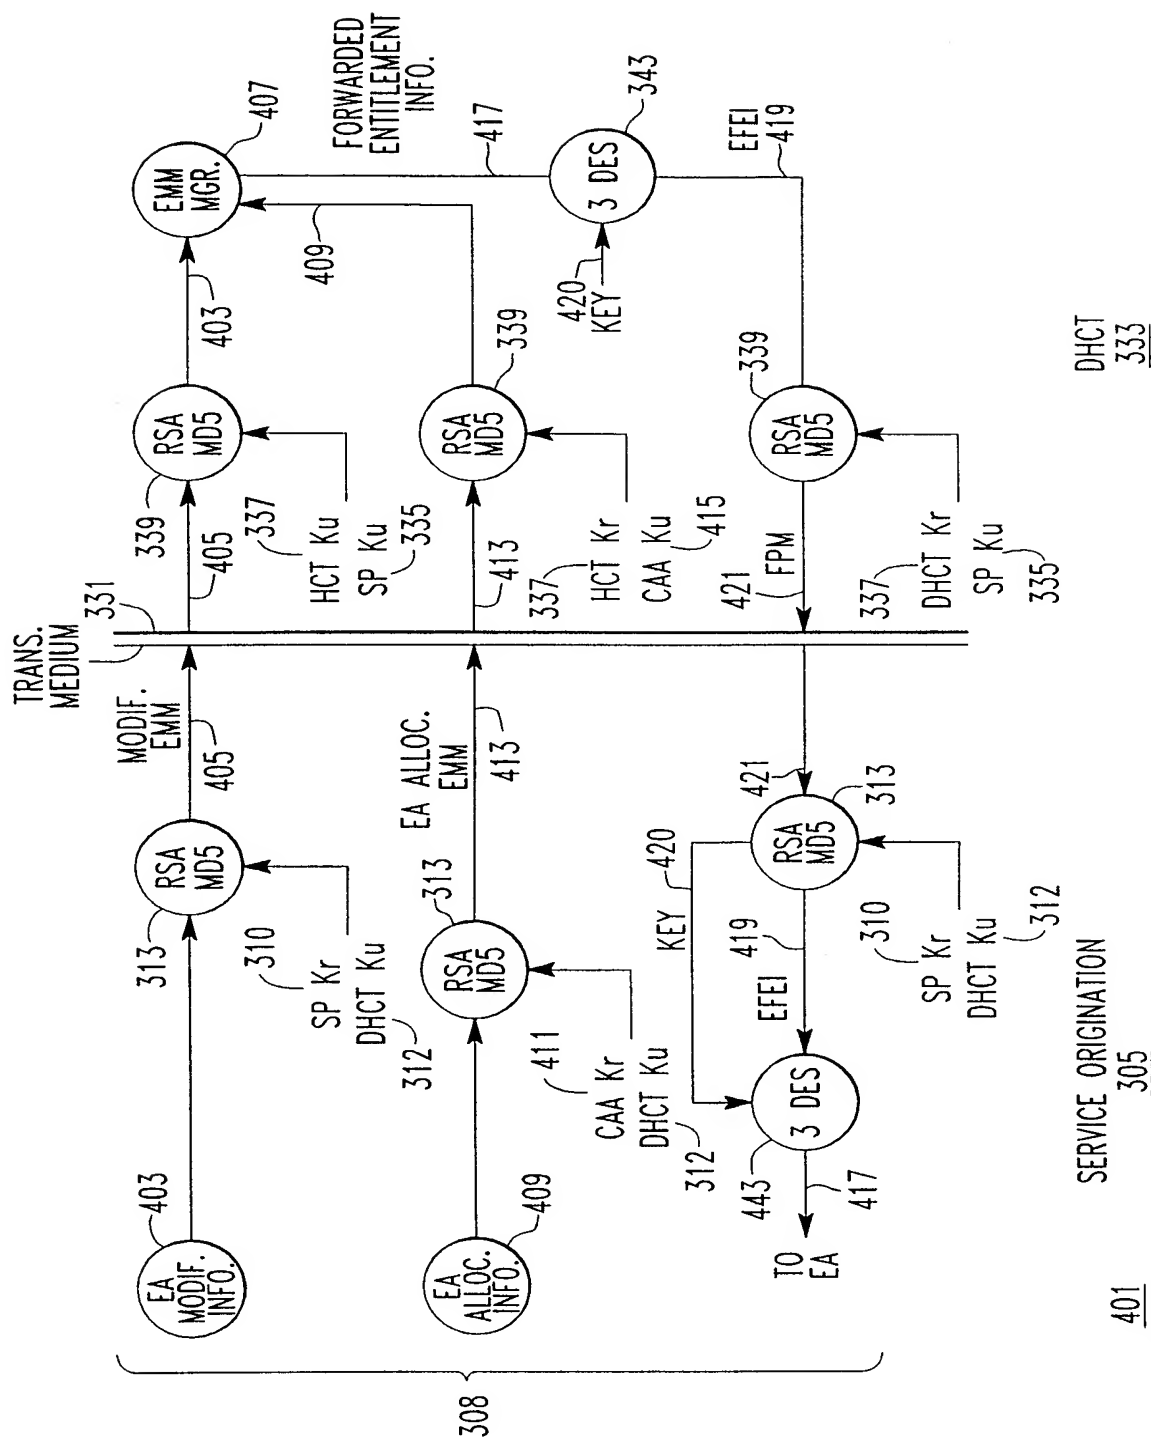 TRANS.
MEDIUM
331
308
EA
MODIF.
INFO.
403
313
RSA
MD5
MODIF.
EMM
405
310
SP Kr
DHCT Ku
312
405
339
RSA
MD5
337
HCT Ku
SP Ku
335
403
EMM
MGR.
407
409
FORWARDED
ENTITLEMENT
INFO.
417
EA
ALLOC.
INFO.
409
RSA
MD5
313
EA ALLOC.
EMM
413
411
CAA Kr
DHCT Ku
312
413
RSA
MD5
339
337
HCT Kr
CAA Ku
415
420
KEY
3 DES
343
EFEI
419
TO
EA
417
443
3 DES
EFEI
419
KEY
420
RSA
MD5
313
421
310
SP Kr
DHCT Ku
312
421
FPM
RSA
MD5
339
337
DHCT Kr
SP Ku
335
401
SERVICE ORIGINATION
305
DHCT
333